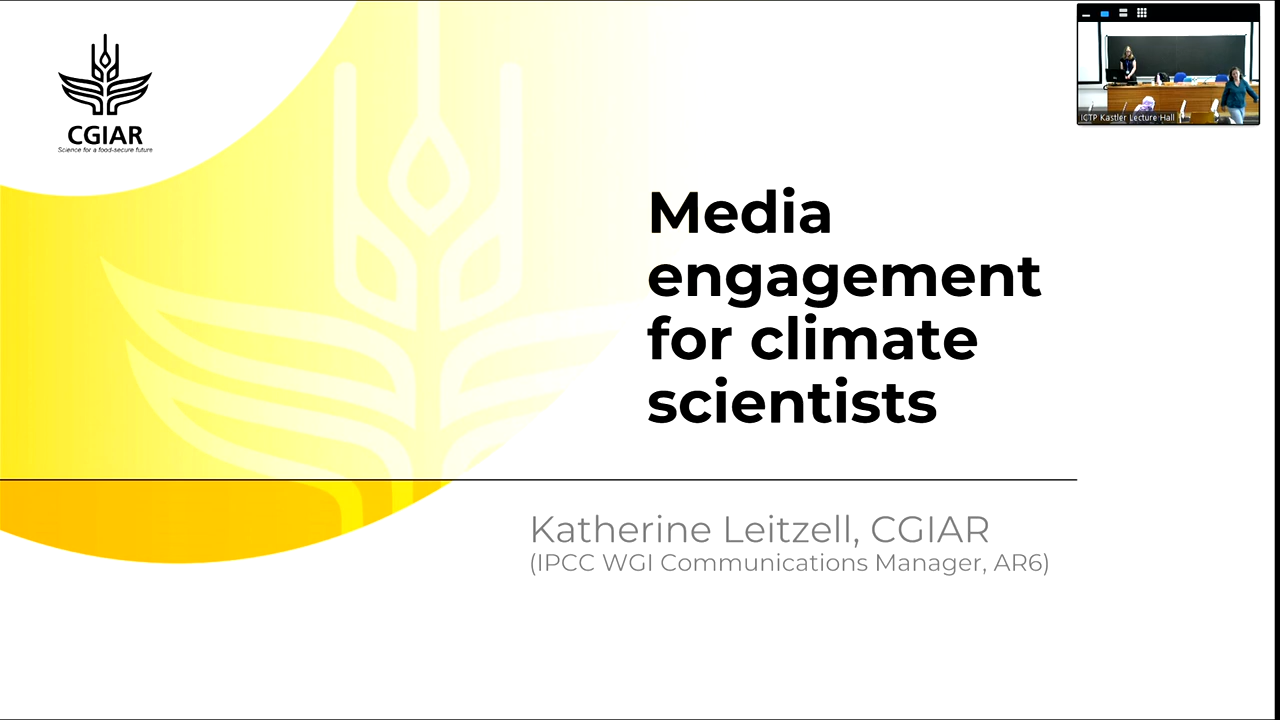 CGIAR
Science for a food-secure future
ICTP Kastler Lecture Hall
Media
engagement
for climate
scientists
Katherine Leitzell, CGIAR
(IPCC WGI Communications Manager, AR6)